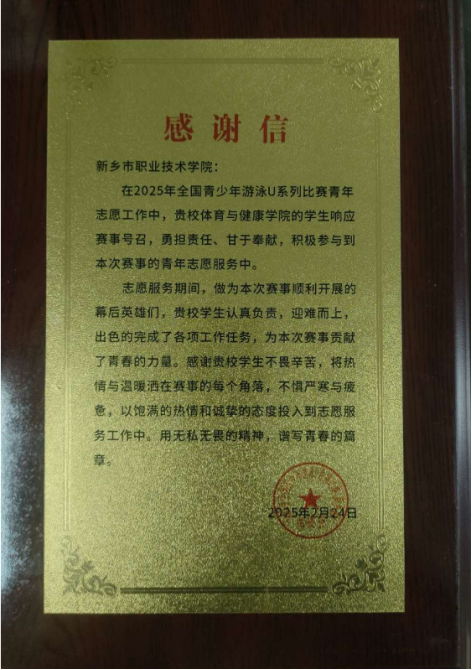 感谢信
新乡市职业技术学院：
在2025年全国青少年游泳U系列比赛青年
志愿工作中，贵校体育与健康学院的学生响应
赛事号召，勇担责任、甘于奉献，积极参与到
本次赛事的青年志愿服务中。
志愿服务期间，做为本次赛事顺利开展的
幕后英雄们，贵校学生认真负责，迎难而上，
出色的完成了各项工作任务，为本次赛事贡献
了青春的力量。感谢贵校学生不畏辛苦，将热
情与温暖洒在赛事的每个角落，不惧严寒与疲
惫，以饱满的热情和诚挚的态度投入到志愿服
务工作中。用无私无畏的精神，谱写青春的篇
章。
2025年2月24日